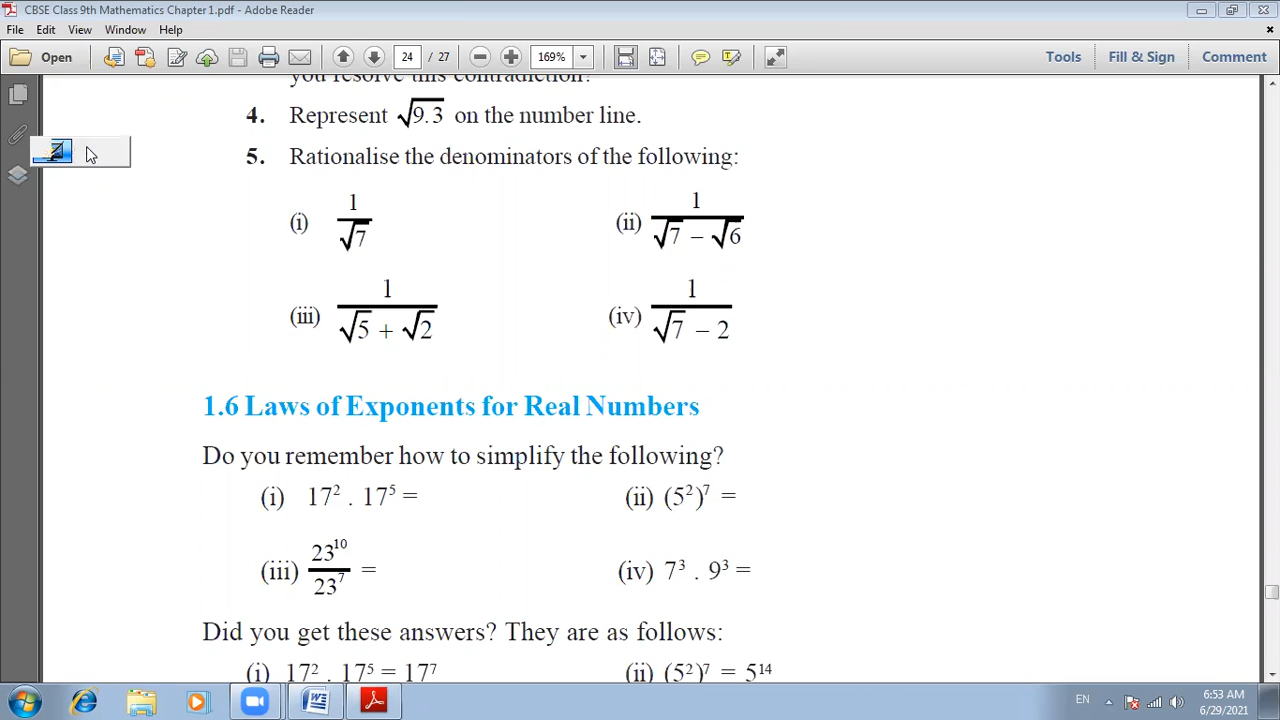 CBSE Class 9th Mathematics Chapter 1.pdf - Adobe Reader
File Edit View Window Help
Open 24 / 27 169% Tools Fill & Sign Comment
you resolve this contradiction?
4. Represent √9.3 on the number line.
5. Rationalise the denominators of the following:
(i) 1/√7 (ii) 1/(√7 – √6)
(iii) 1/(√5 + √2) (iv) 1/(√7 – 2)
1.6 Laws of Exponents for Real Numbers
Do you remember how to simplify the following?
(i) 17² . 17⁵ = (ii) (5²)⁷ =
(iii) 23¹⁰/23⁷ = (iv) 7³ . 9³ =
Did you get these answers? They are as follows:
(i) 17² . 17⁵ = 17⁷ (ii) (5²)⁷ = 5¹⁴
EN 6:53 AM
6/29/2021